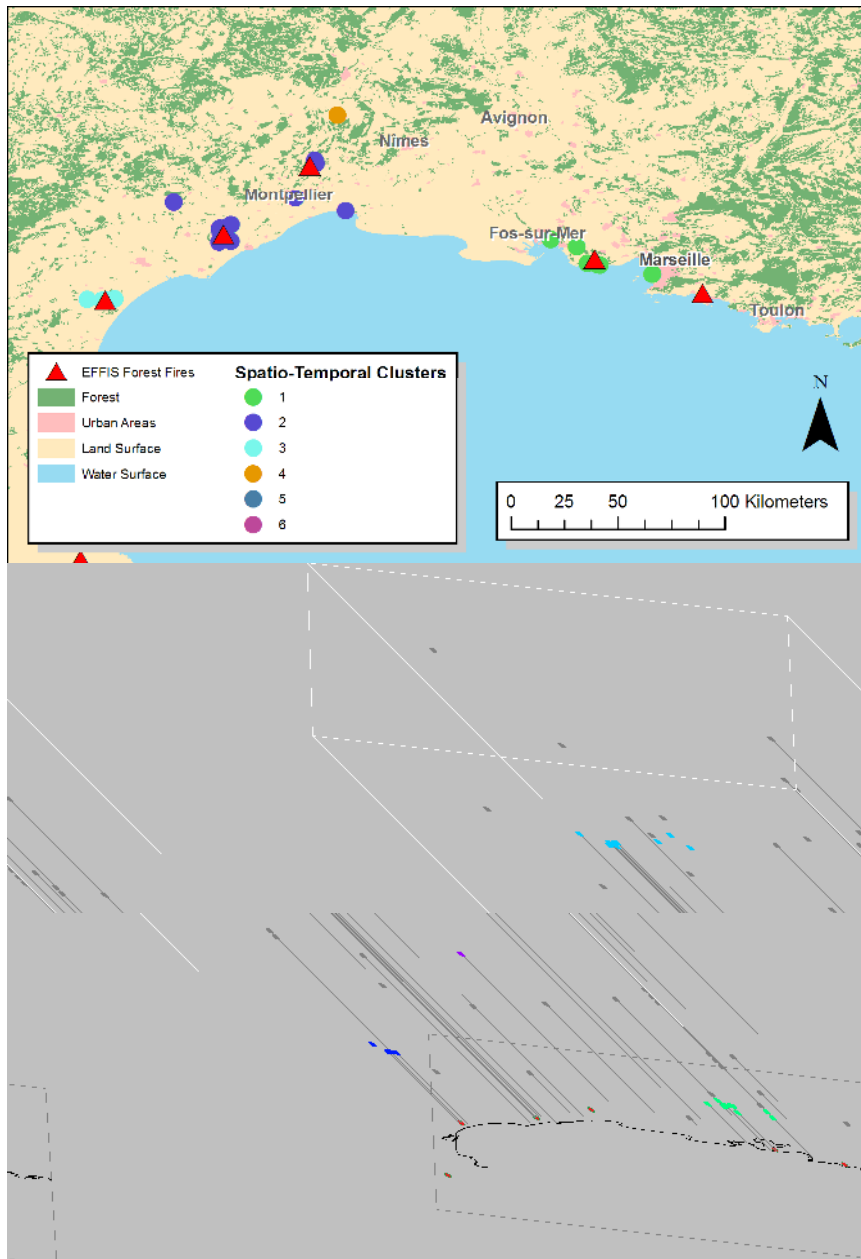 Avignon
Nîmes
Montpellier
Fos-sur-Mer
Marseille
Toulon
EFFIS Forest Fires
Forest
Urban Areas
Land Surface
Water Surface
Spatio-Temporal Clusters
1
2
3
4
5
6
N
0 25 50 100 Kilometers